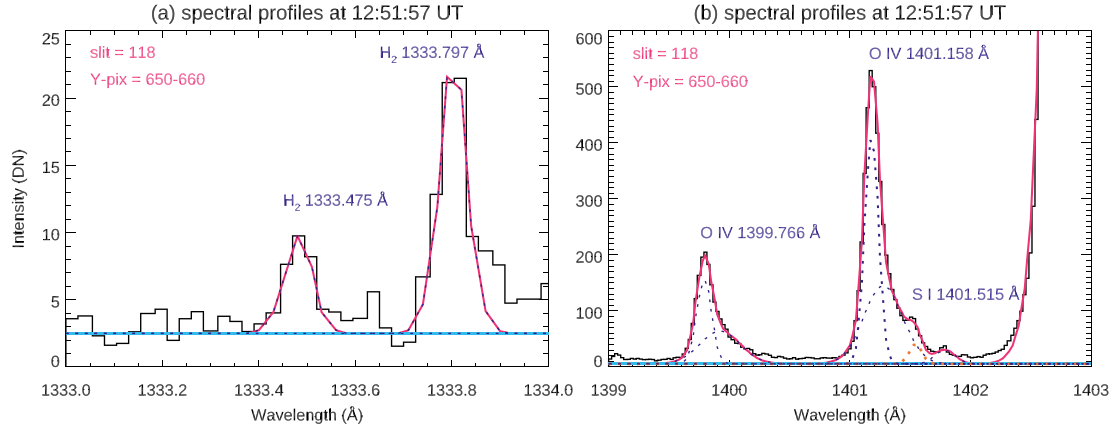 (a) spectral profiles at 12:51:57 UT
25
20
15
10
5
0
Intensity (DN)
slit = 118
Y-pix = 650-660
H2 1333.797 Å
H2 1333.475 Å
1333.0 1333.2 1333.4 1333.6 1333.8 1334.0
Wavelength (Å)
(b) spectral profiles at 12:51:57 UT
600
500
400
300
200
100
0
slit = 118
Y-pix = 650-660
O IV 1401.158 Å
O IV 1399.766 Å
S I 1401.515 Å
1399 1400 1401 1402 1403
Wavelength (Å)